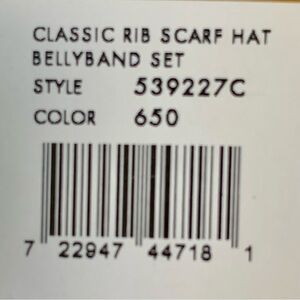 CLASSIC RIB SCARF HAT
BELLYBAND SET
STYLE 539227C
COLOR 650
7 22947 44718 1